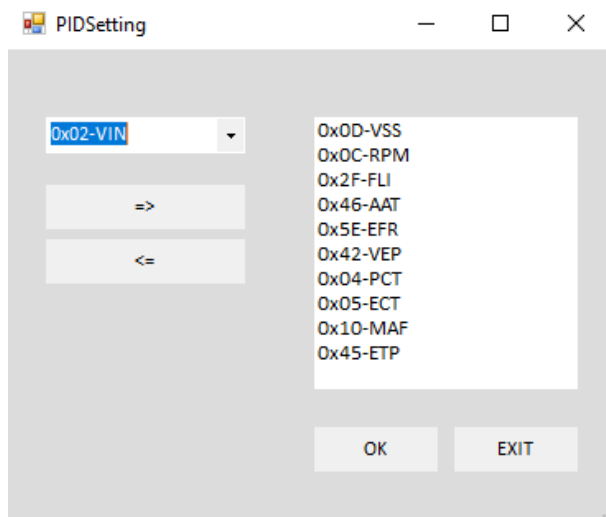 PIDSetting
0x02-VIN
=>
<=
0x0D-VSS
0x0C-RPM
0x2F-FLI
0x46-AAT
0x5E-EFR
0x42-VEP
0x04-PCT
0x05-ECT
0x10-MAF
0x45-ETP
OK
EXIT